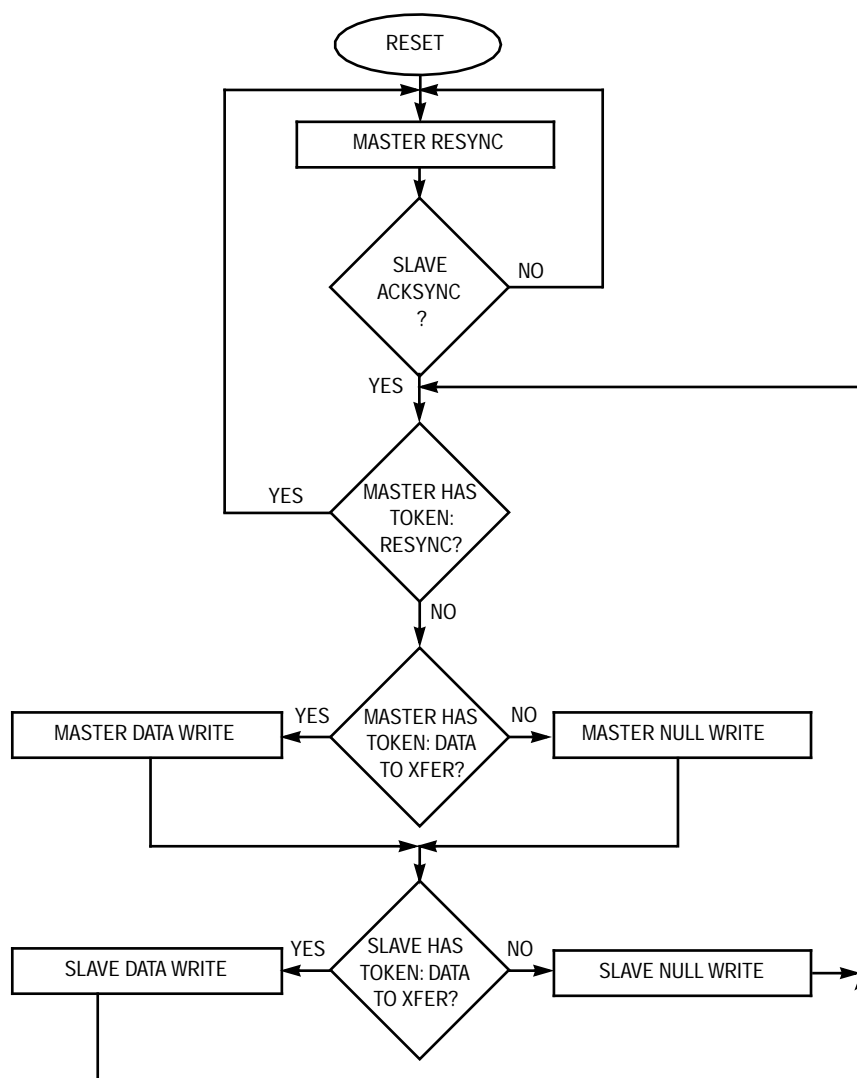 RESET
MASTER RESYNC
SLAVE
ACKSYNC
?
NO
YES
YES
MASTER HAS
TOKEN:
RESYNC?
NO
YES
MASTER HAS
TOKEN: DATA
TO XFER?
NO
MASTER DATA WRITE
MASTER NULL WRITE
YES
SLAVE HAS
TOKEN: DATA
TO XFER?
NO
SLAVE DATA WRITE
SLAVE NULL WRITE